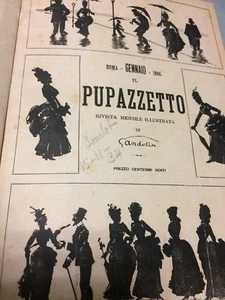 ROMA - GENNAIO - 1886.
IL
PUPAZZETTO
RIVISTA MENSILE ILLUSTRATA
DI
Gandolin
PREZZO CENTESIMI VENTI